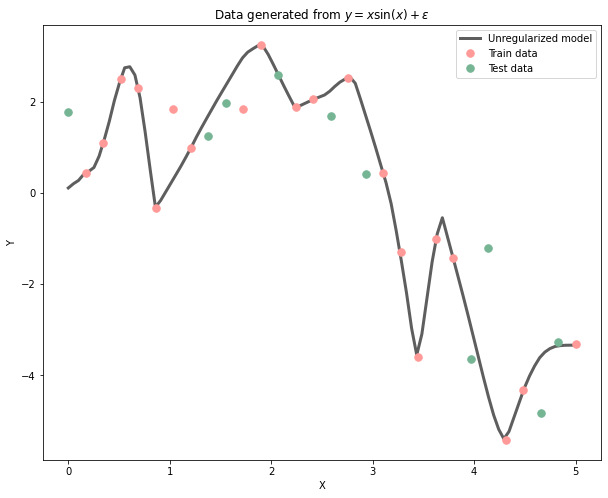 Data generated from $y = x\sin(x) + \varepsilon$
Unregularized model
Train data
Test data
Y
2
0
−2
−4
0 1 2 3 4 5
X